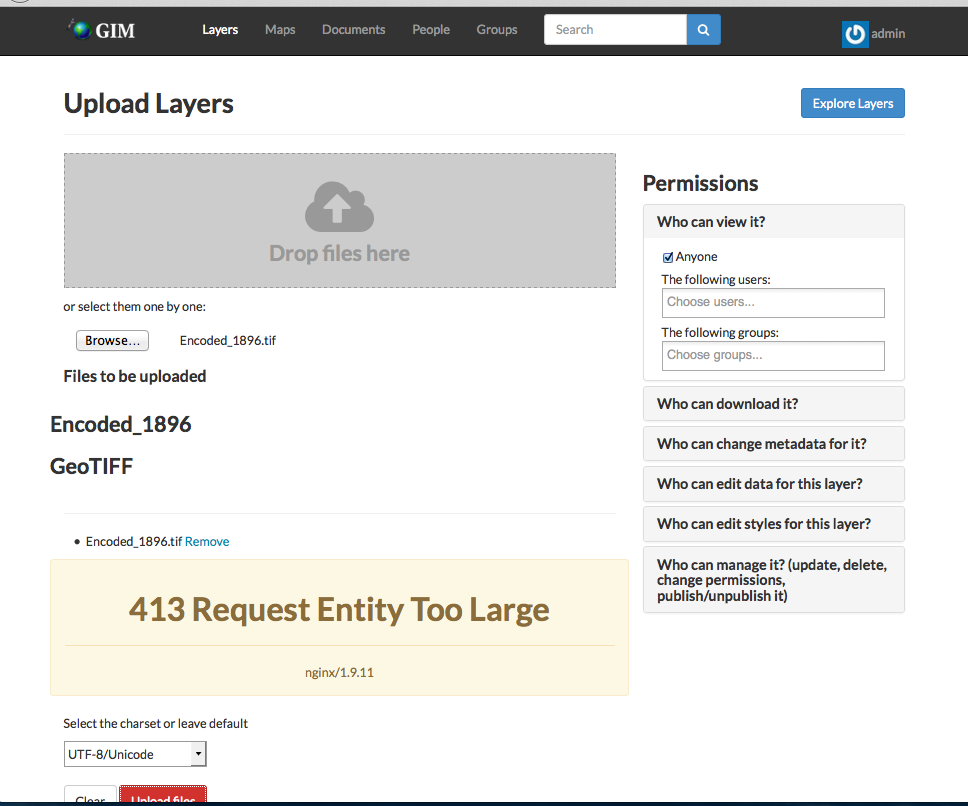 GIM
Layers Maps Documents People Groups Search admin
Upload Layers
Explore Layers
Drop files here
or select them one by one:
Browse... Encoded_1896.tif
Files to be uploaded
Encoded_1896
GeoTIFF
Encoded_1896.tif Remove
413 Request Entity Too Large
nginx/1.9.11
Select the charset or leave default
UTF-8/Unicode
Clear Upload files
Permissions
Who can view it?
Anyone
The following users:
Choose users...
The following groups:
Choose groups...
Who can download it?
Who can change metadata for it?
Who can edit data for this layer?
Who can edit styles for this layer?
Who can manage it? (update, delete,
change permissions,
publish/unpublish it)